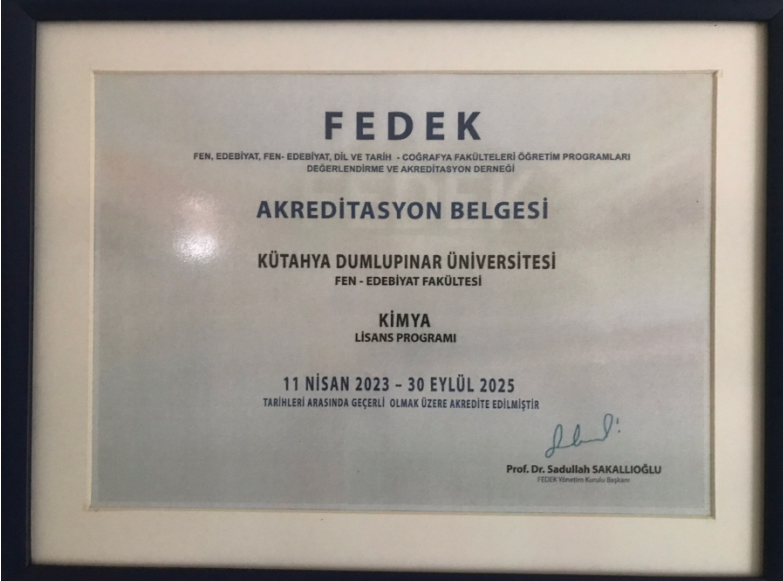 FEDEK
FEN, EDEBİYAT, FEN- EDEBİYAT, DİL VE TARİH - COĞRAFYA FAKÜLTELERİ ÖĞRETİM PROGRAMLARI
DEĞERLENDİRME VE AKREDİTASYON DERNEĞİ
AKREDİTASYON BELGESİ
KÜTAHYA DUMLUPINAR ÜNİVERSİTESİ
FEN - EDEBİYAT FAKÜLTESİ
KİMYA
LİSANS PROGRAMI
11 NİSAN 2023 – 30 EYLÜL 2025
TARİHLERİ ARASINDA GEÇERLİ OLMAK ÜZERE AKREDİTE EDİLMİŞTİR
Prof. Dr. Sadullah SAKALLIOĞLU
FEDEK Yönetim Kurulu Başkanı